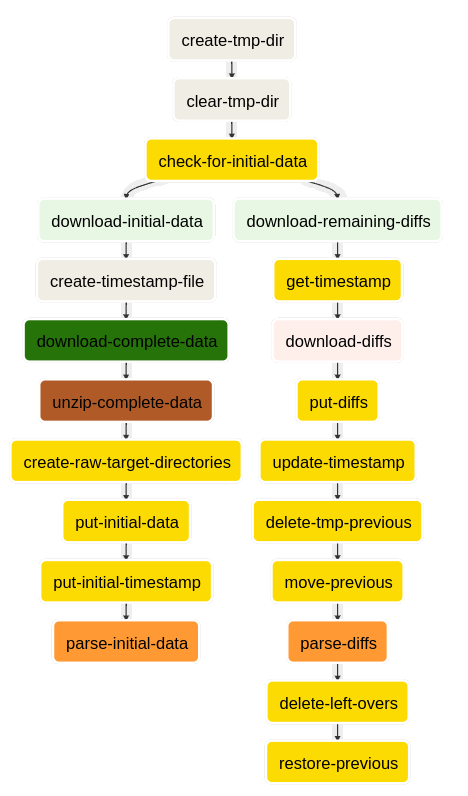 create-tmp-dir
clear-tmp-dir
check-for-initial-data
download-initial-data
create-timestamp-file
download-complete-data
unzip-complete-data
create-raw-target-directories
put-initial-data
put-initial-timestamp
parse-initial-data
download-remaining-diffs
get-timestamp
download-diffs
put-diffs
update-timestamp
delete-tmp-previous
move-previous
parse-diffs
delete-left-overs
restore-previous